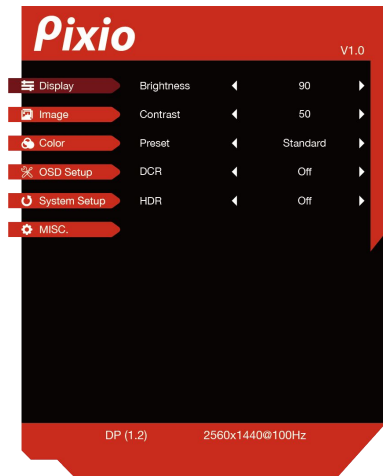 Pixio
V1.0
Display Brightness 90
Image Contrast 50
Color Preset Standard
OSD Setup DCR Off
System Setup HDR Off
MISC.
DP (1.2) 2560x1440@100Hz